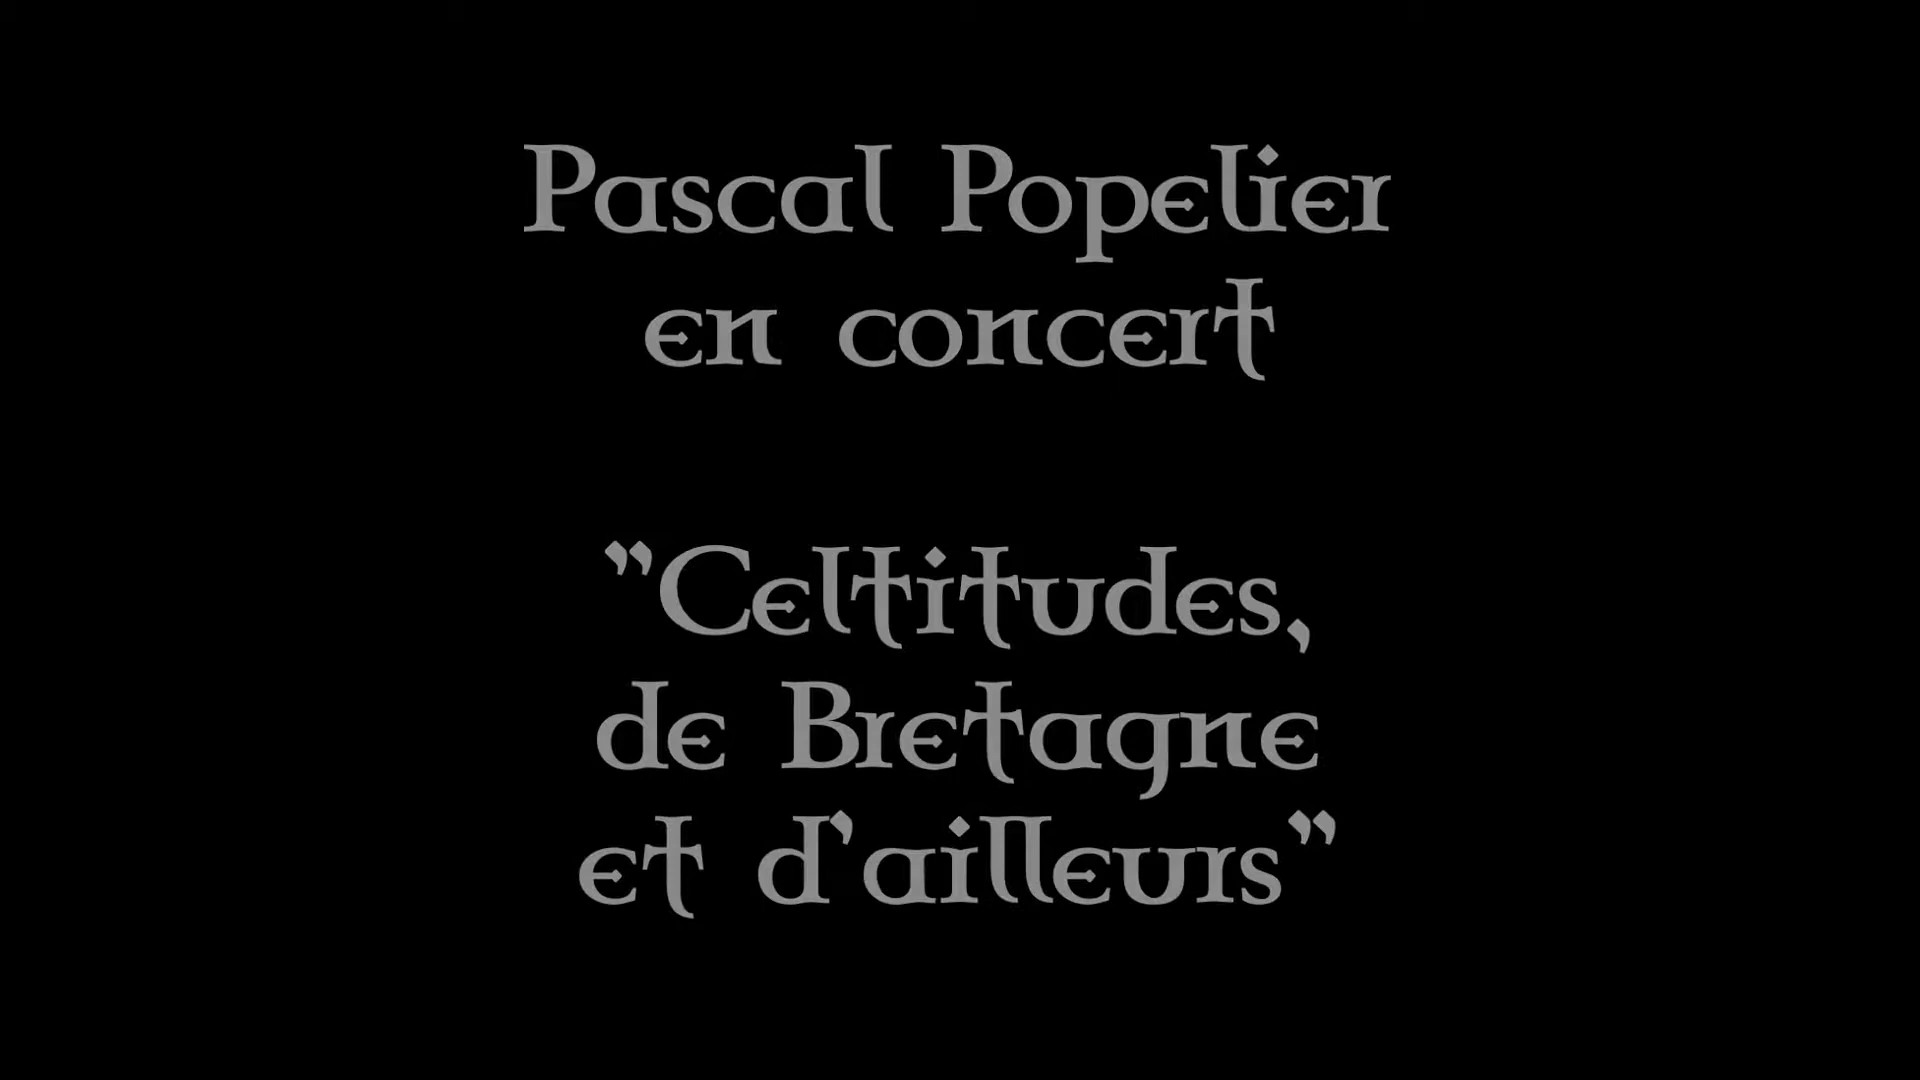 Pascal Popelier
en concert
”Celtitudes,
de Bretagne
et d’ailleurs”